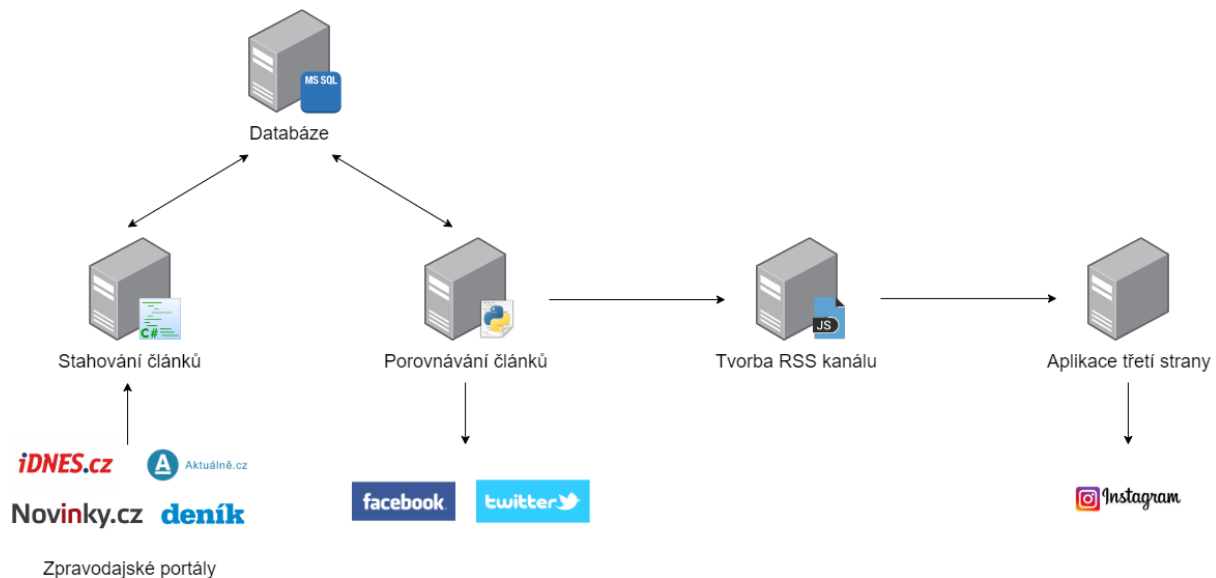 MS SQL
Databáze
C#
JS
Stahování článků
Porovnávání článků
Tvorba RSS kanálu
Aplikace třetí strany
iDNES.cz
A
Aktuálně.cz
Novinky.cz
deník
facebook
twitter
Instagram
Zpravodajské portály